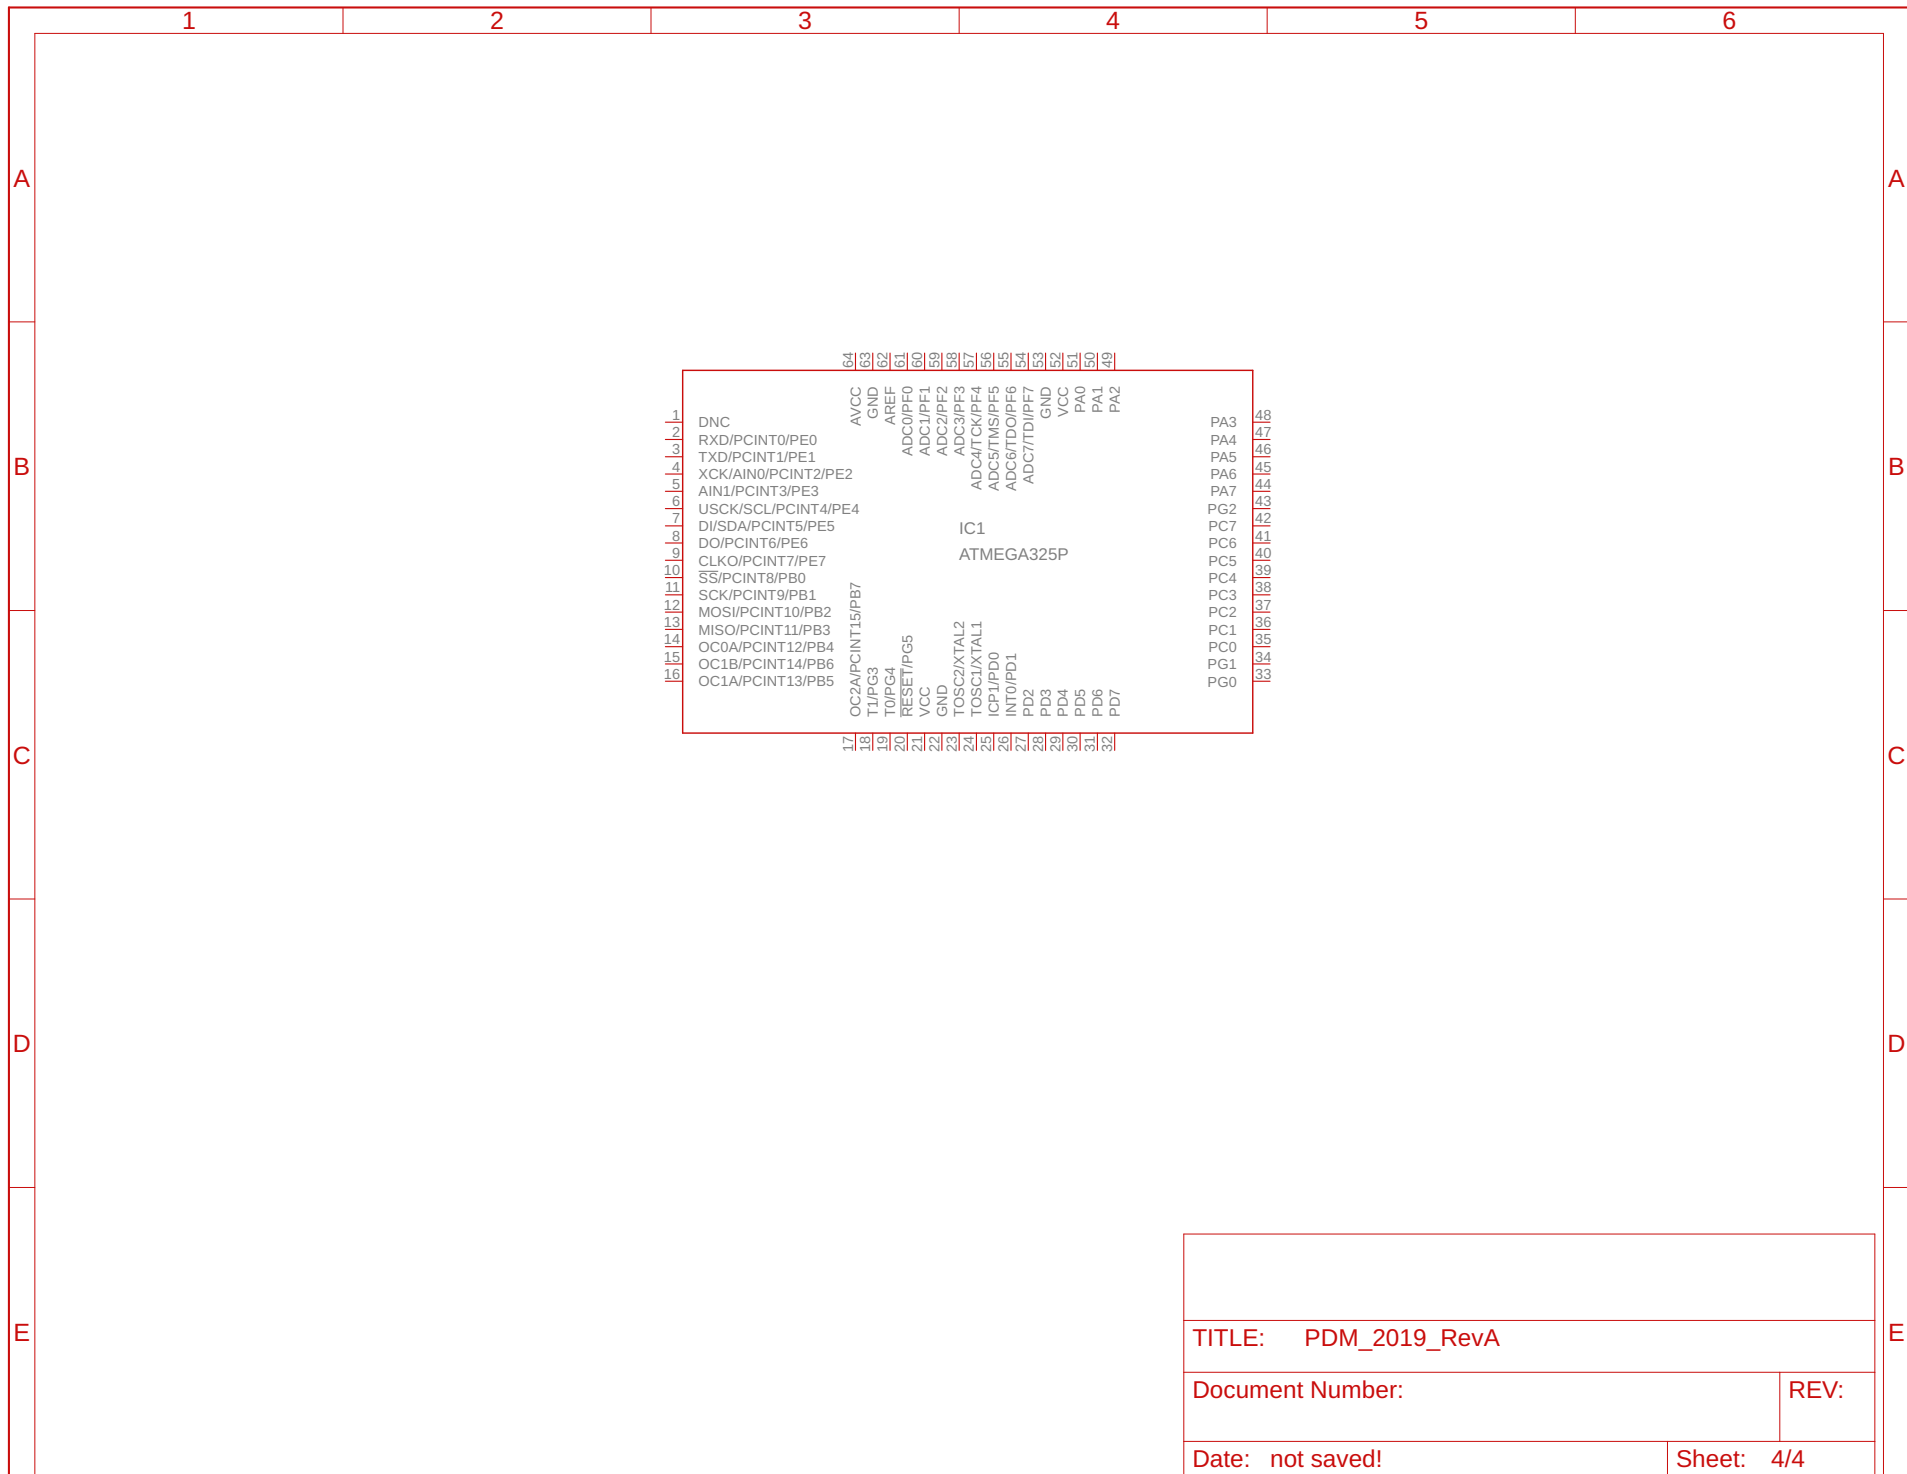 1 2 3 4 5 6
A A
64 63 62 61 60 59 58 57 56 55 54 53 52 51 50 49
AVCC GND AREF ADC0/PF0 ADC1/PF1 ADC2/PF2 ADC3/PF3 ADC4/TCK/PF4 ADC5/TMS/PF5 ADC6/TDO/PF6 ADC7/TDI/PF7 GND VCC PA0 PA1 PA2
1 DNC PA3 48
2 RXD/PCINT0/PE0 PA4 47
3 TXD/PCINT1/PE1 PA5 46
B B
4 XCK/AIN0/PCINT2/PE2 PA6 45
5 AIN1/PCINT3/PE3 PA7 44
6 USCK/SCL/PCINT4/PE4 PG2 43
7 DI/SDA/PCINT5/PE5 PC7 42
IC1
8 DO/PCINT6/PE6 PC6 41
ATMEGA325P
9 CLKO/PCINT7/PE7 PC5 40
10 SS/PCINT8/PB0 PC4 39
11 SCK/PCINT9/PB1 PC3 38
12 MOSI/PCINT10/PB2 PC2 37
13 MISO/PCINT11/PB3 PC1 36
14 OC0A/PCINT12/PB4 PC0 35
15 OC1B/PCINT14/PB6 PG1 34
16 OC1A/PCINT13/PB5 PG0 33
OC2A/PCINT15/PB7 T1/PG3 T0/PG4 RESET/PG5 VCC GND TOSC2/XTAL2 TOSC1/XTAL1 ICP1/PD0 INT0/PD1 PD2 PD3 PD4 PD5 PD6 PD7
17 18 19 20 21 22 23 24 25 26 27 28 29 30 31 32
C C
D D
E E
TITLE: PDM_2019_RevA
Document Number: REV:
Date: not saved! Sheet: 4/4